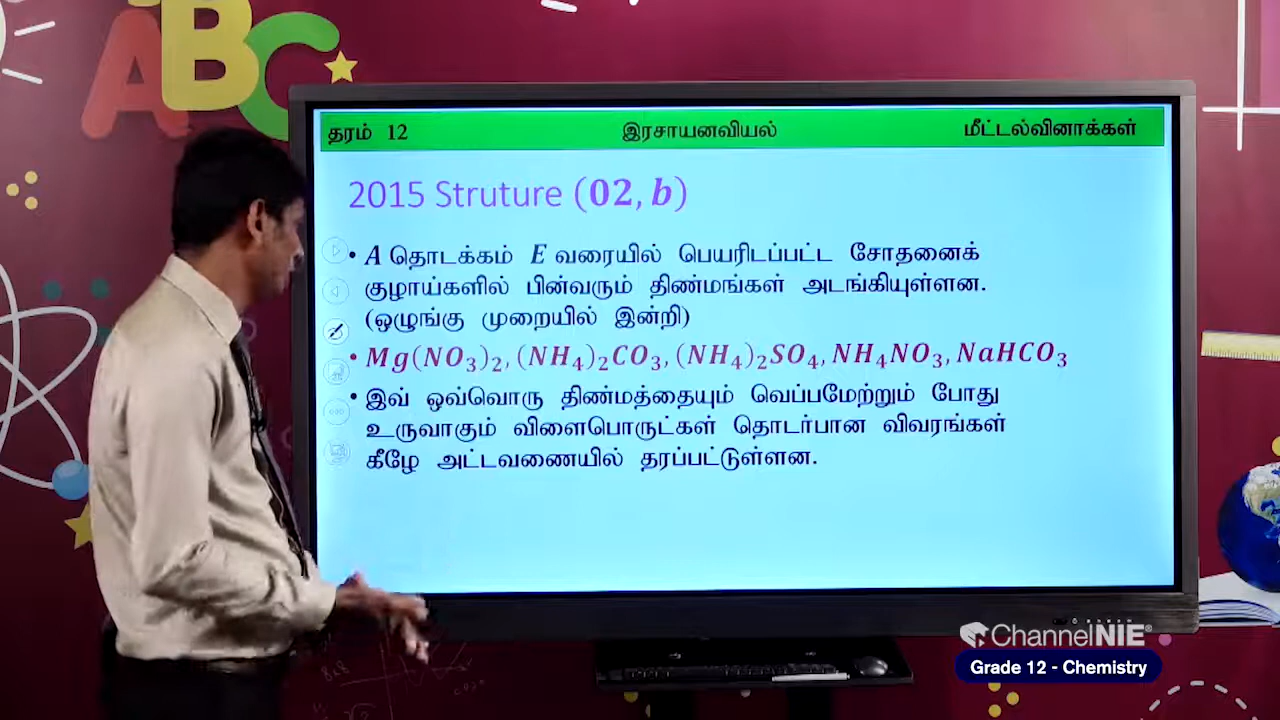 ABC
தரம் 12 இரசாயனவியல் மீட்டல்வினாக்கள்
2015 Struture (02, b)
• A தொடக்கம் E வரையில் பெயரிடப்பட்ட சோதனைக்
குழாய்களில் பின்வரும் திண்மங்கள் அடங்கியுள்ளன.
(ஒழுங்கு முறையில் இன்றி)
• Mg(NO₃)₂, (NH₄)₂CO₃, (NH₄)₂SO₄, NH₄NO₃, NaHCO₃
• இவ் ஒவ்வொரு திண்மத்தையும் வெப்பமேற்றும் போது
உருவாகும் விளைபொருட்கள் தொடர்பான விவரங்கள்
கீழே அட்டவணையில் தரப்பட்டுள்ளன.
ChannelNIE®
Grade 12 - Chemistry